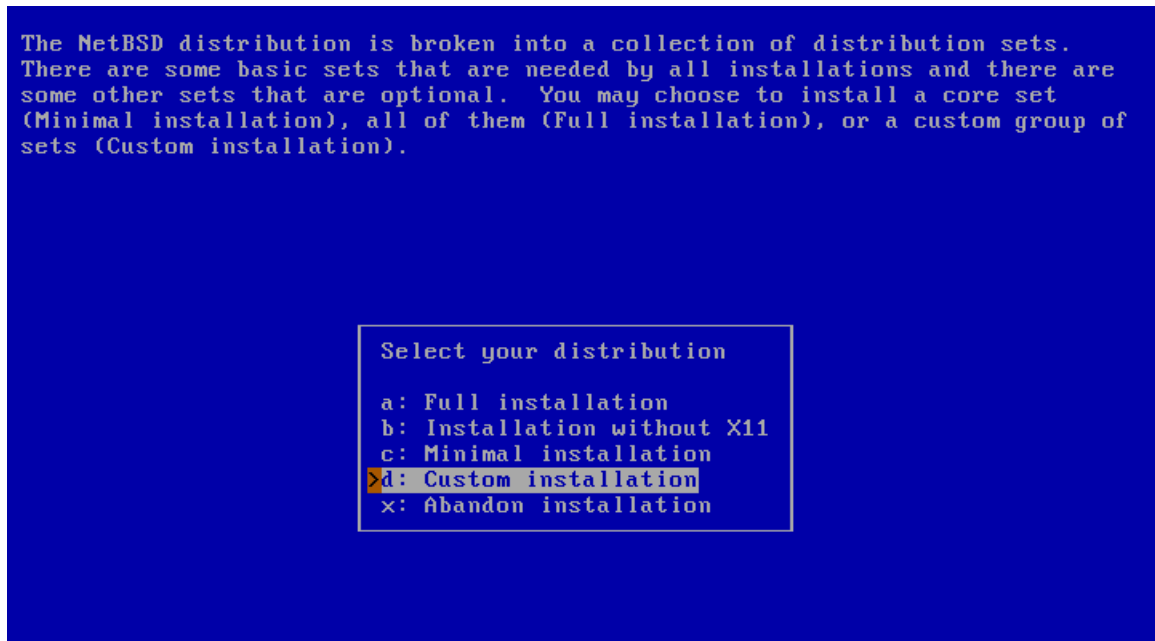 The NetBSD distribution is broken into a collection of distribution sets.
There are some basic sets that are needed by all installations and there are
some other sets that are optional.  You may choose to install a core set
(Minimal installation), all of them (Full installation), or a custom group of
sets (Custom installation).
Select your distribution
a: Full installation
b: Installation without X11
c: Minimal installation
>d: Custom installation
x: Abandon installation